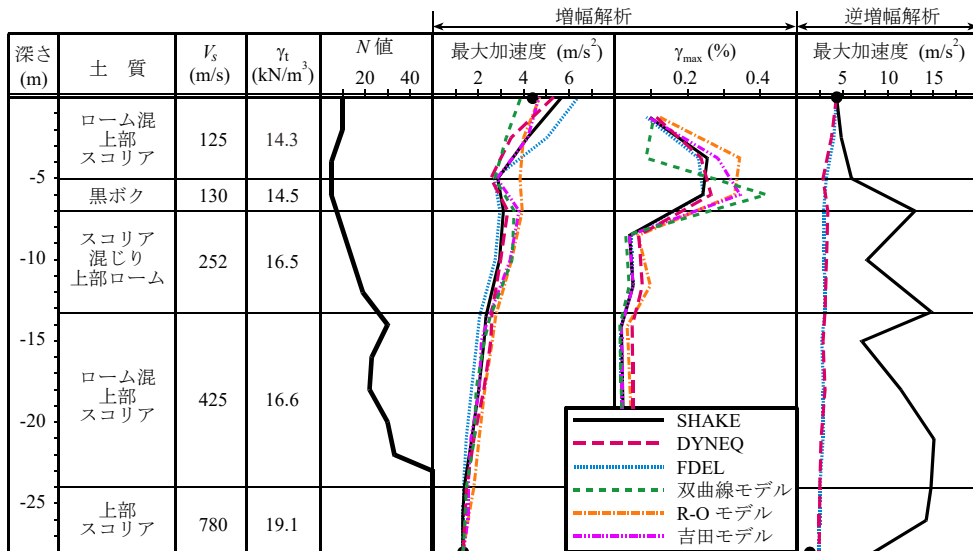 増幅解析
逆増幅解析
深さ
(m)
土 質
Vs
(m/s)
γt
(kN/m³)
N 値
20 40
最大加速度 (m/s²)
2 4 6
γmax (%)
0.2 0.4
最大加速度 (m/s²)
5 10 15
ローム混
上部
スコリア
125
14.3
-5
黒ボク
130
14.5
スコリア
混じり
上部ローム
252
16.5
-10
-15
ローム混
上部
スコリア
425
16.6
-20
-25
上部
スコリア
780
19.1
SHAKE
DYNEQ
FDEL
双曲線モデル
R-O モデル
吉田モデル